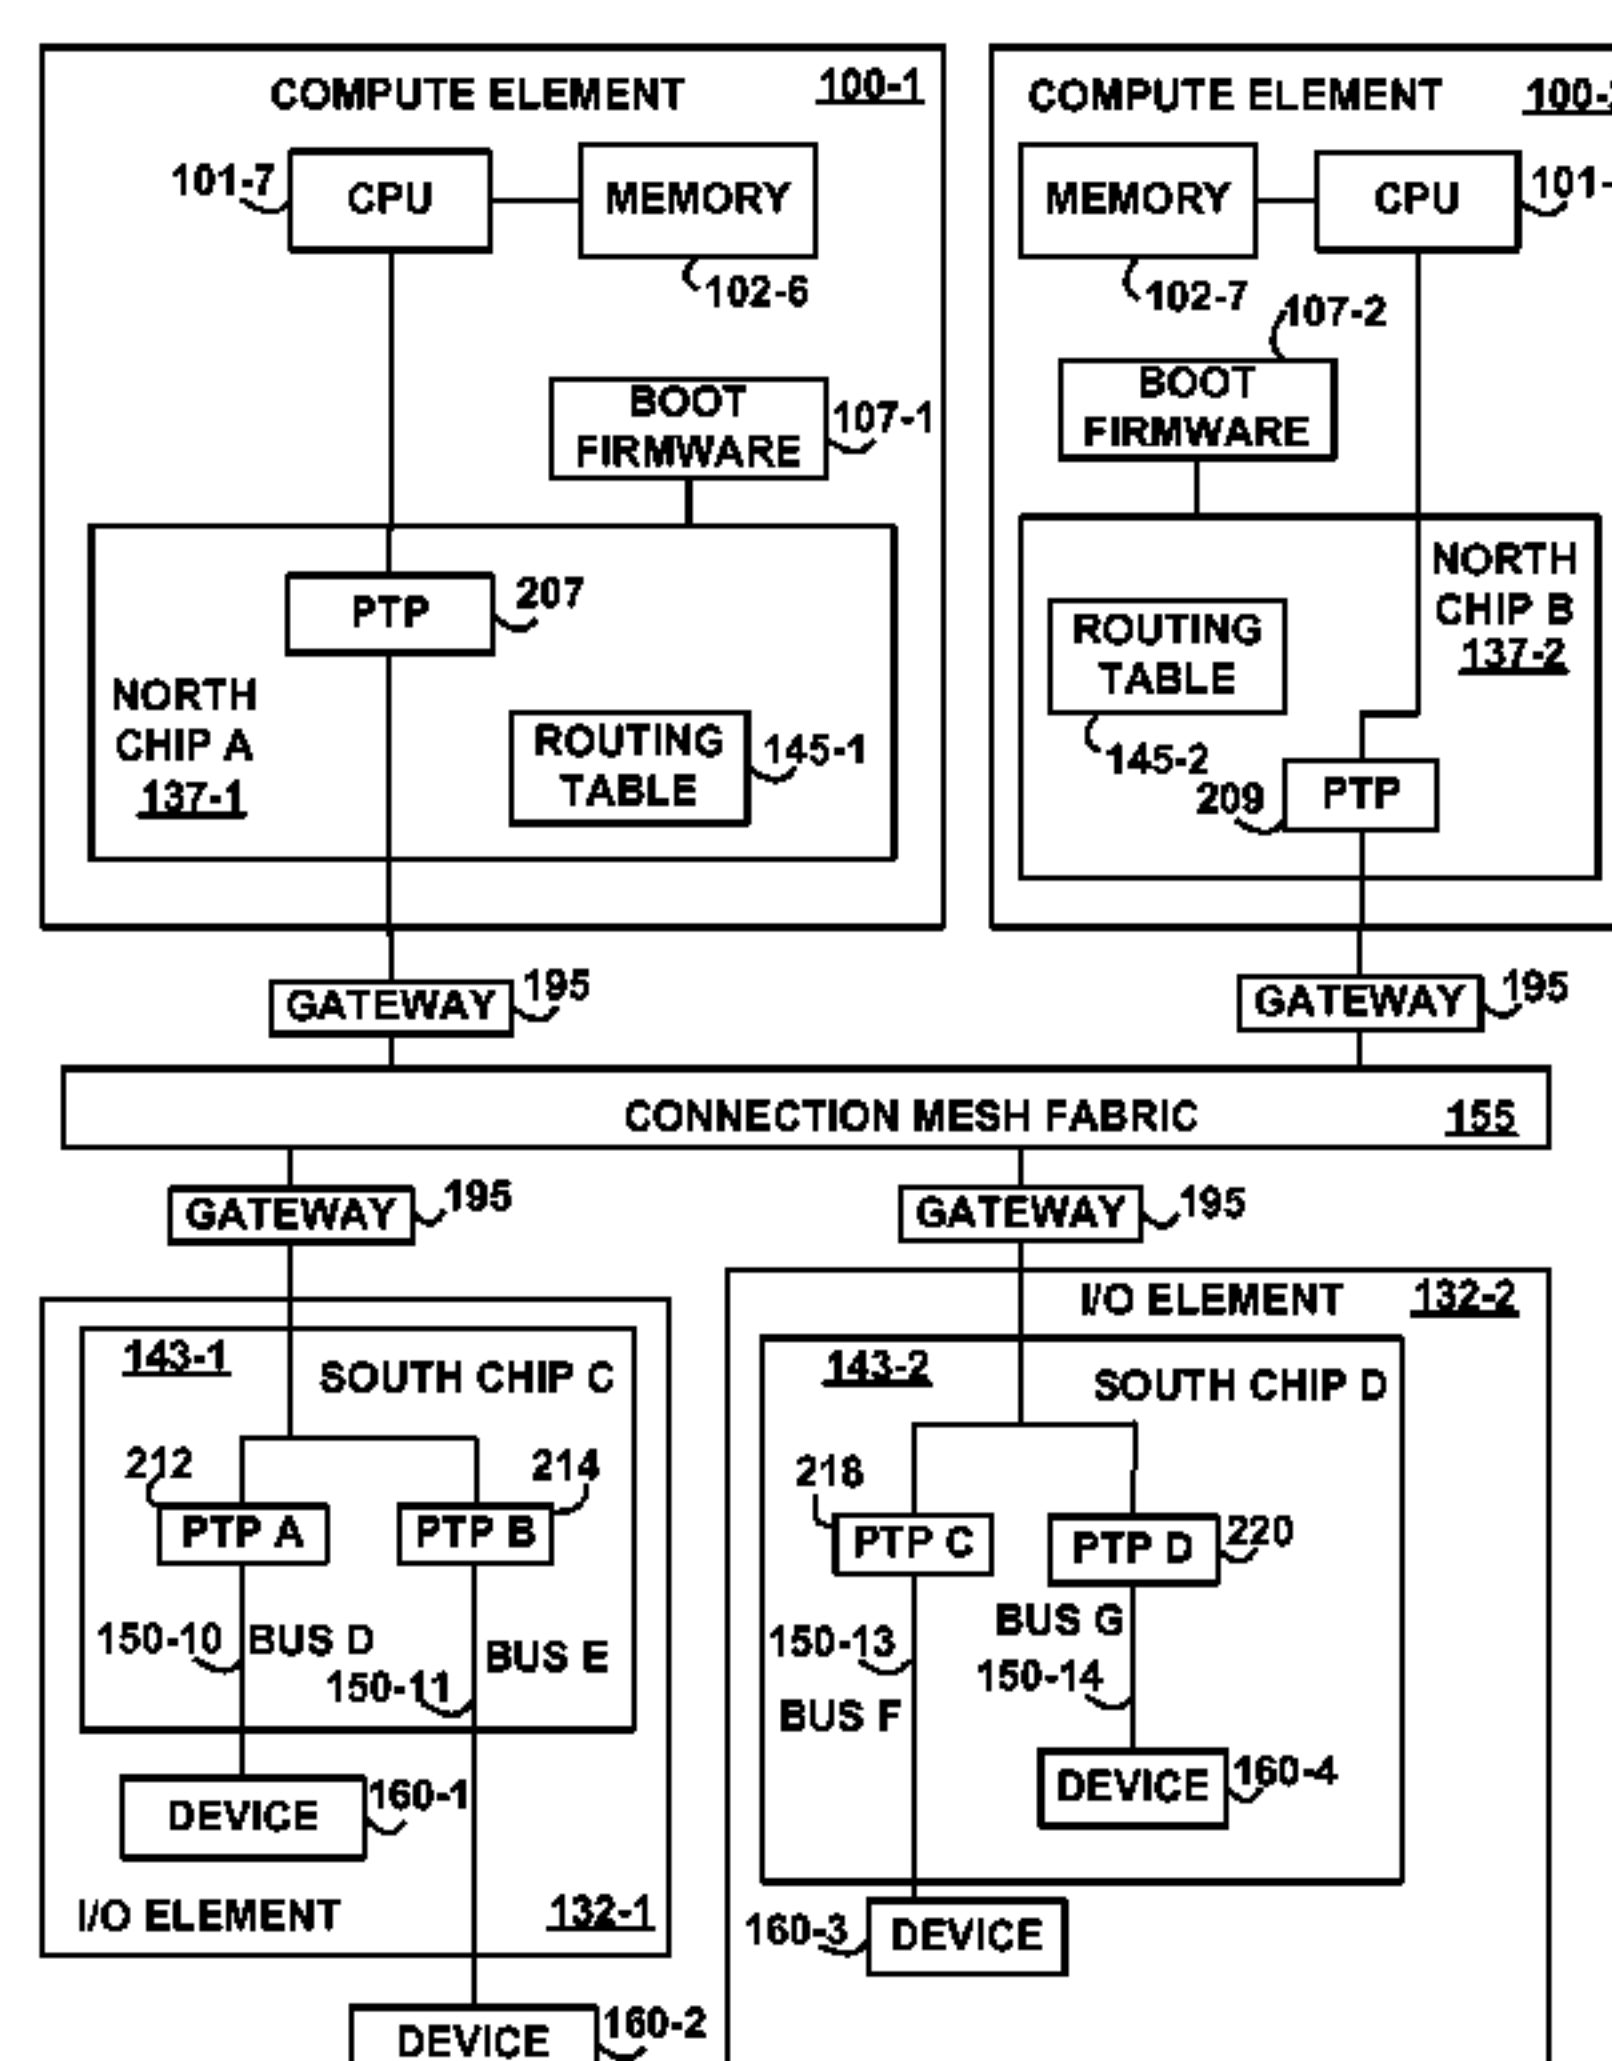 COMPUTE ELEMENT 100-1
101-7 CPU MEMORY
102-6
BOOT
FIRMWARE
107-1
PTP 207
NORTH
CHIP A
137-1
ROUTING
TABLE
145-1
COMPUTE ELEMENT
MEMORY CPU
102-7
107-2
BOOT
FIRMWARE
NORTH
CHIP B
137-2
ROUTING
TABLE
145-2
209 PTP
GATEWAY 195
GATEWAY 195
CONNECTION MESH FABRIC 155
GATEWAY 195
GATEWAY 195
143-1
SOUTH CHIP C
212 214
PTP A PTP B
150-10 BUS D
150-11 BUS E
DEVICE 160-1
I/O ELEMENT 132-1
DEVICE 160-2
I/O ELEMENT 132-2
143-2
SOUTH CHIP D
218
PTP C PTP D 220
150-13 BUS G
150-14
BUS F
DEVICE 160-4
160-3 DEVICE